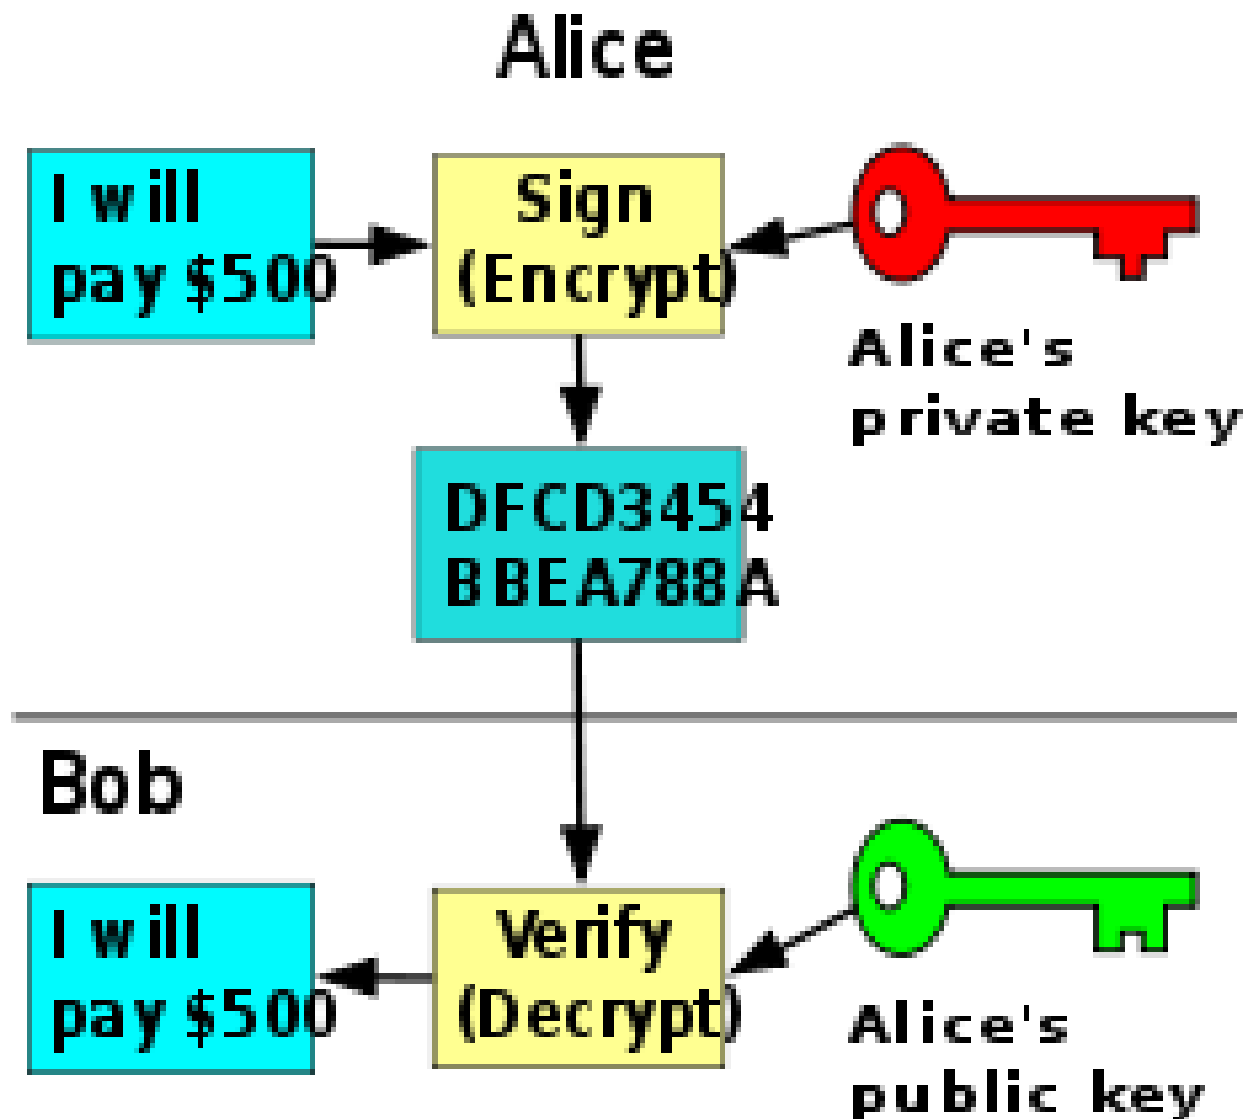 Alice
I will
pay $500
Sign
(Encrypt)
Alice's
private key
DFCD3454
BBEA788A
Bob
I will
pay $500
Verify
(Decrypt)
Alice's
public key